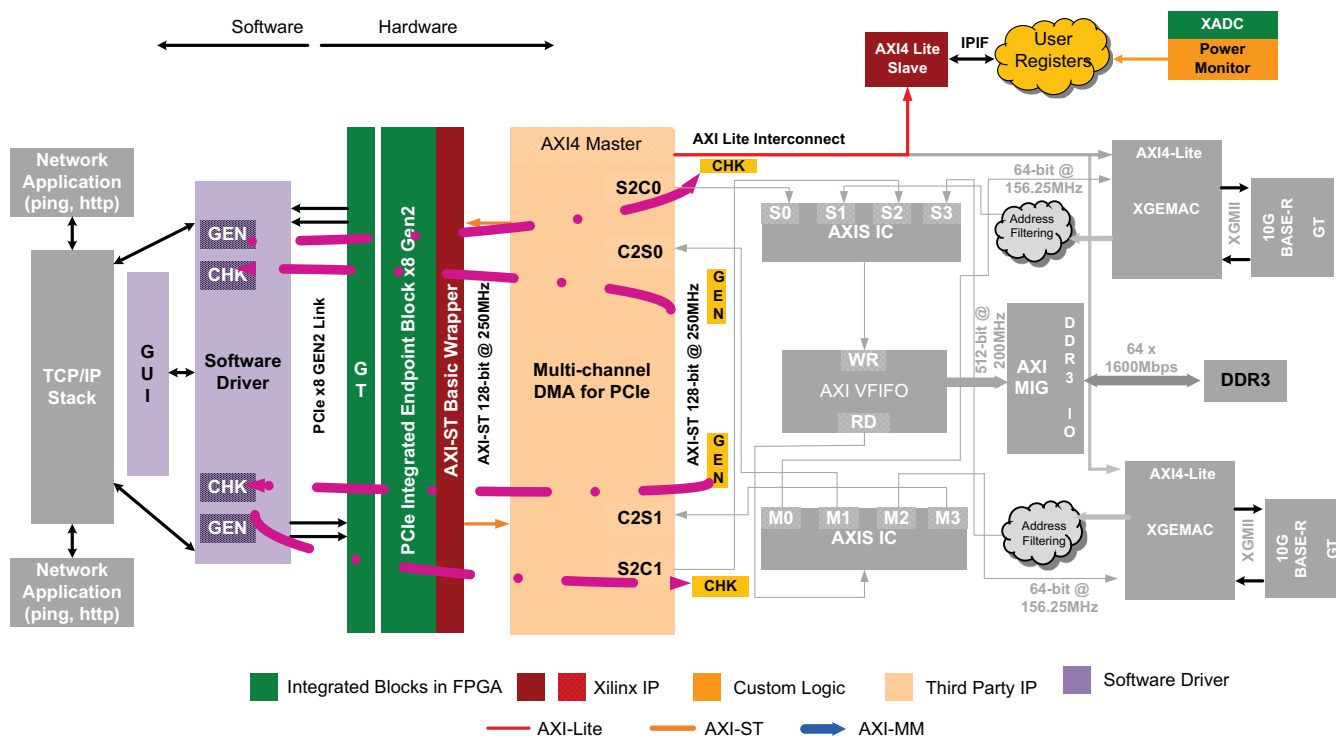 Software
Hardware
XADC
Power
Monitor
AXI4 Lite
Slave
IPIF
User
Registers
AXI Lite Interconnect
AXI4 Master
CHK
Network
Application
(ping, http)
TCP/IP
Stack
Network
Application
(ping, http)
GUI
GEN
CHK
Software
Driver
CHK
GEN
PCIe x8 GEN2 Link
GT
PCIe Integrated Endpoint Block x8 Gen2
AXI-ST Basic Wrapper
AXI-ST 128-bit @ 250MHz
S2C0
C2S0
Multi-channel
DMA for PCIe
C2S1
S2C1
AXI-ST 128-bit @ 250MHz
GEN
GEN
CHK
S0 S1 S2 S3
AXIS IC
WR
AXI VFIFO
RD
M0 M1 M2 M3
AXIS IC
512-bit @
200MHz
AXI
MIG
DDR3 IO
64 x
1600Mbps
DDR3
64-bit @
156.25MHz
Address
Filtering
AXI4-Lite
XGEMAC
XGMII
10G
BASE-R
GT
Address
Filtering
64-bit @
156.25MHz
AXI4-Lite
XGEMAC
XGMII
10G
BASE-R
GT
Integrated Blocks in FPGA
Xilinx IP
Custom Logic
Third Party IP
Software Driver
AXI-Lite
AXI-ST
AXI-MM